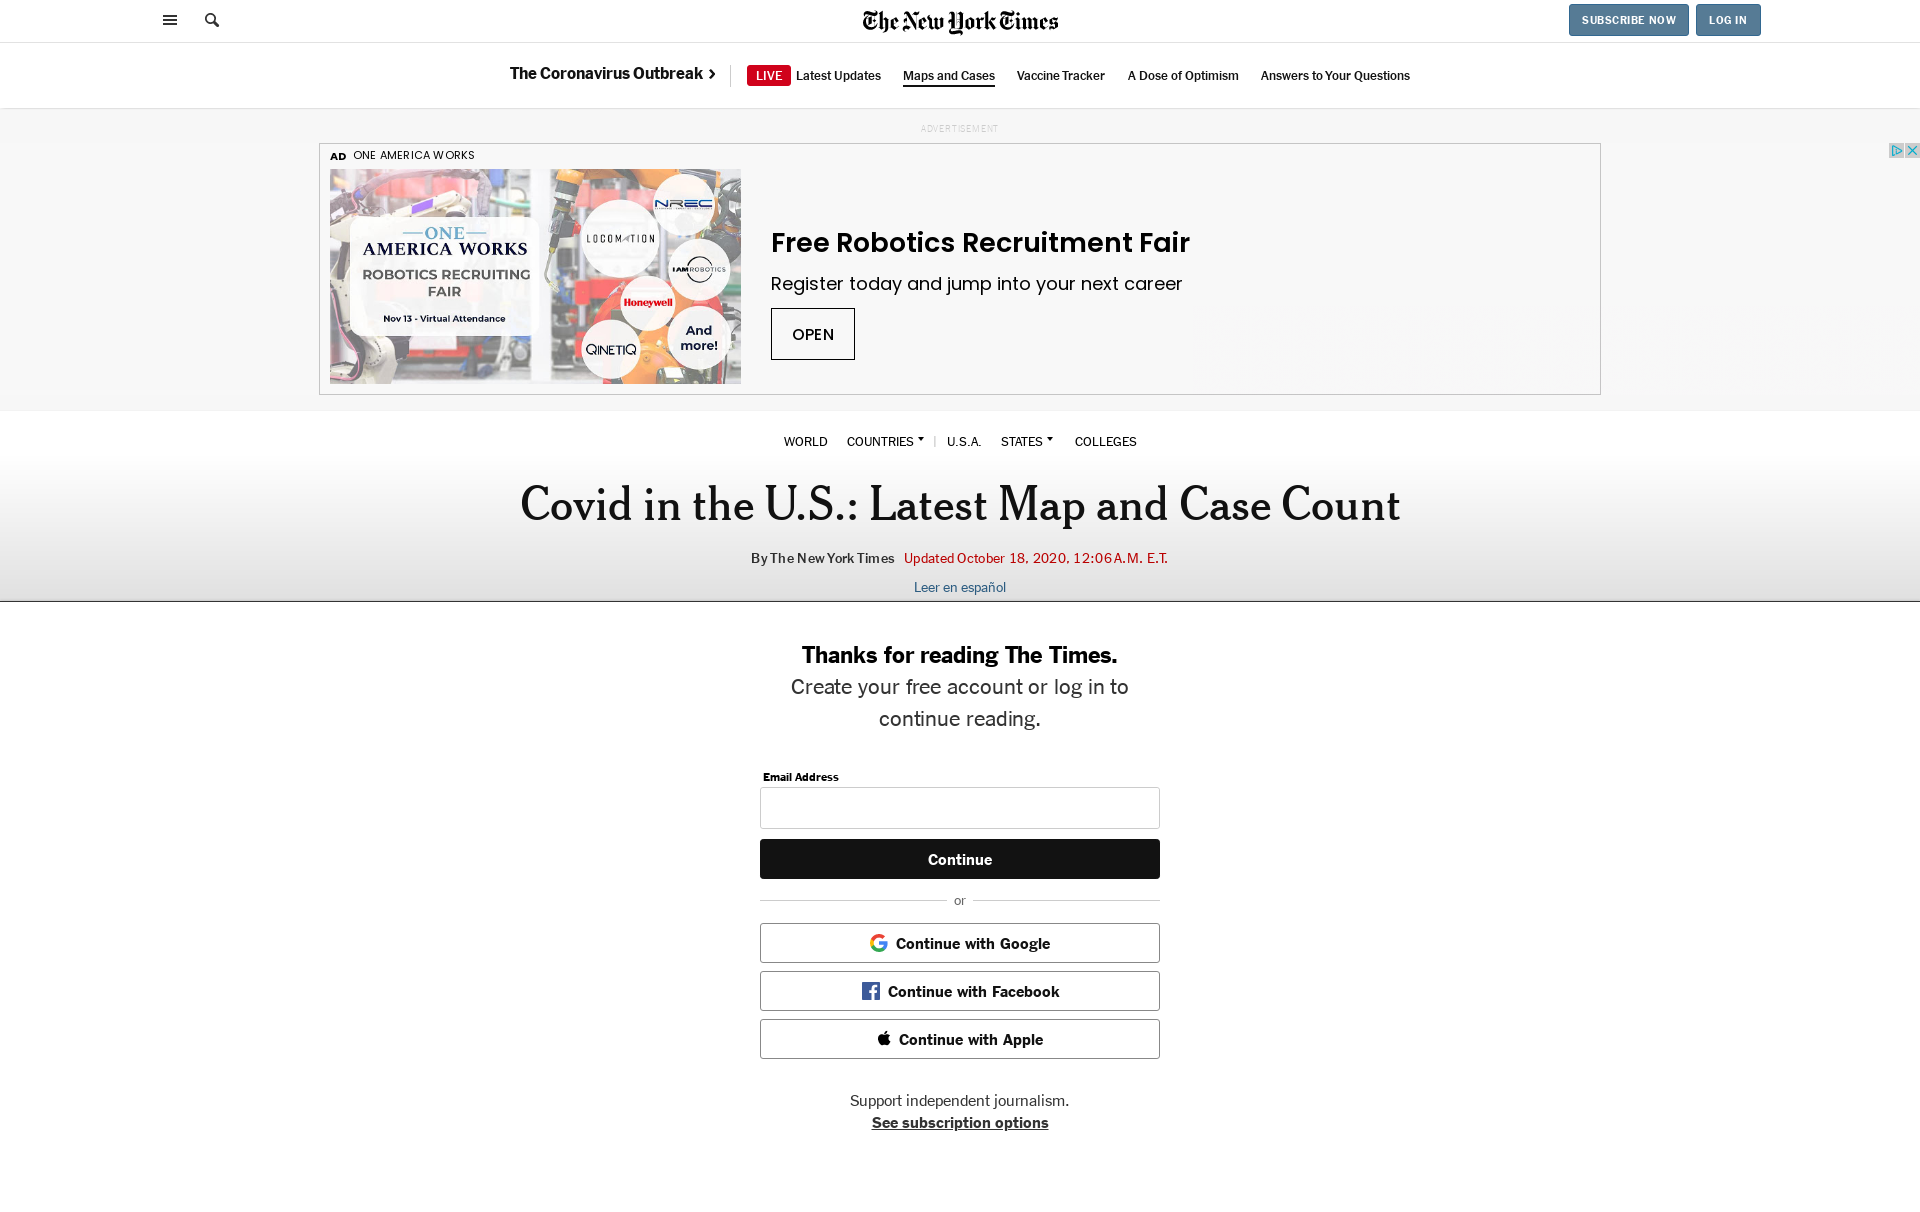 The New York Times
SUBSCRIBE NOW
LOG IN
The Coronavirus Outbreak
LIVE Latest Updates
Maps and Cases
Vaccine Tracker
A Dose of Optimism
Answers to Your Questions
ADVERTISEMENT
AD ONE AMERICA WORKS
ONE
AMERICA WORKS
ROBOTICS RECRUITING
FAIR
Nov 13 - Virtual Attendance
NREC
LOCOMATION
IAM ROBOTICS
Honeywell
QINETIQ
And
more!
Free Robotics Recruitment Fair
Register today and jump into your next career
OPEN
WORLD
COUNTRIES
U.S.A.
STATES
COLLEGES
Covid in the U.S.: Latest Map and Case Count
By The New York Times Updated October 18, 2020, 12:06 A.M. E.T.
Leer en español
Thanks for reading The Times.
Create your free account or log in to
continue reading.
Email Address
Continue
or
Continue with Google
Continue with Facebook
Continue with Apple
Support independent journalism.
See subscription options